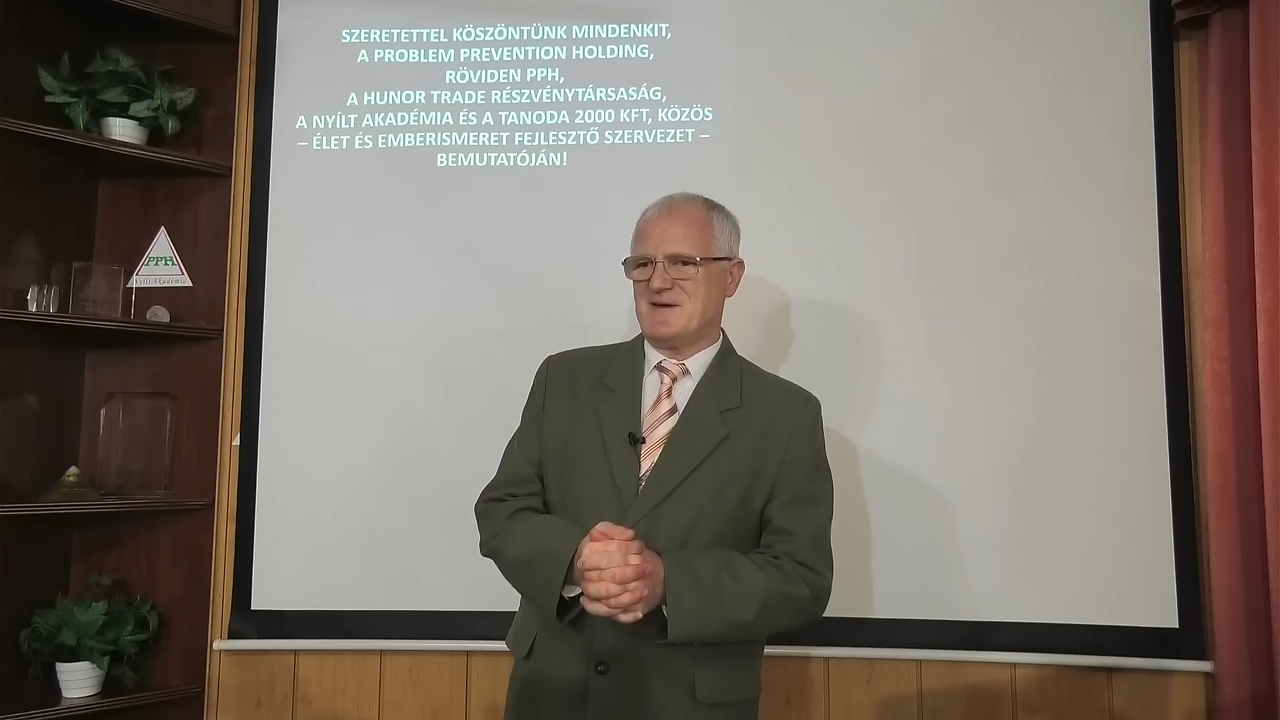 SZERETETTEL KÖSZÖNTÜNK MINDENKIT,
A PROBLEM PREVENTION HOLDING,
RÖVIDEN PPH,
A HUNOR TRADE RÉSZVÉNYTÁRSASÁG,
A NYÍLT AKADÉMIA ÉS A TANODA 2000 KFT, KÖZÖS
– ÉLET ÉS EMBERISMERET FEJLESZTŐ SZERVEZET –
BEMUTATÓJÁN!
PPH
Nyílt Akadémia